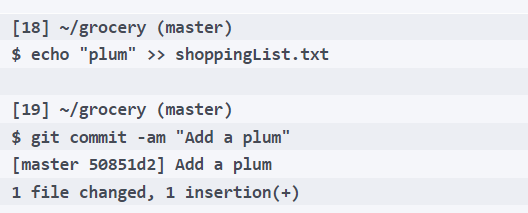 [18] ~/grocery (master)
$ echo "plum" >> shoppingList.txt
[19] ~/grocery (master)
$ git commit -am "Add a plum"
[master 50851d2] Add a plum
1 file changed, 1 insertion(+)